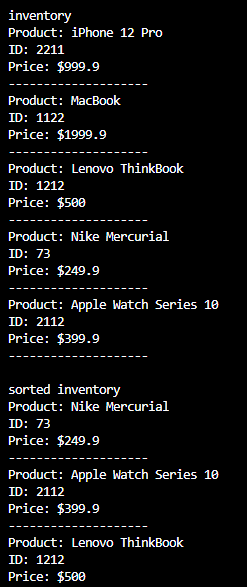 inventory
Product: iPhone 12 Pro
ID: 2211
Price: $999.9
--------------------
Product: MacBook
ID: 1122
Price: $1999.9
--------------------
Product: Lenovo ThinkBook
ID: 1212
Price: $500
--------------------
Product: Nike Mercurial
ID: 73
Price: $249.9
--------------------
Product: Apple Watch Series 10
ID: 2112
Price: $399.9
--------------------

sorted inventory
Product: Nike Mercurial
ID: 73
Price: $249.9
--------------------
Product: Apple Watch Series 10
ID: 2112
Price: $399.9
--------------------
Product: Lenovo ThinkBook
ID: 1212
Price: $500